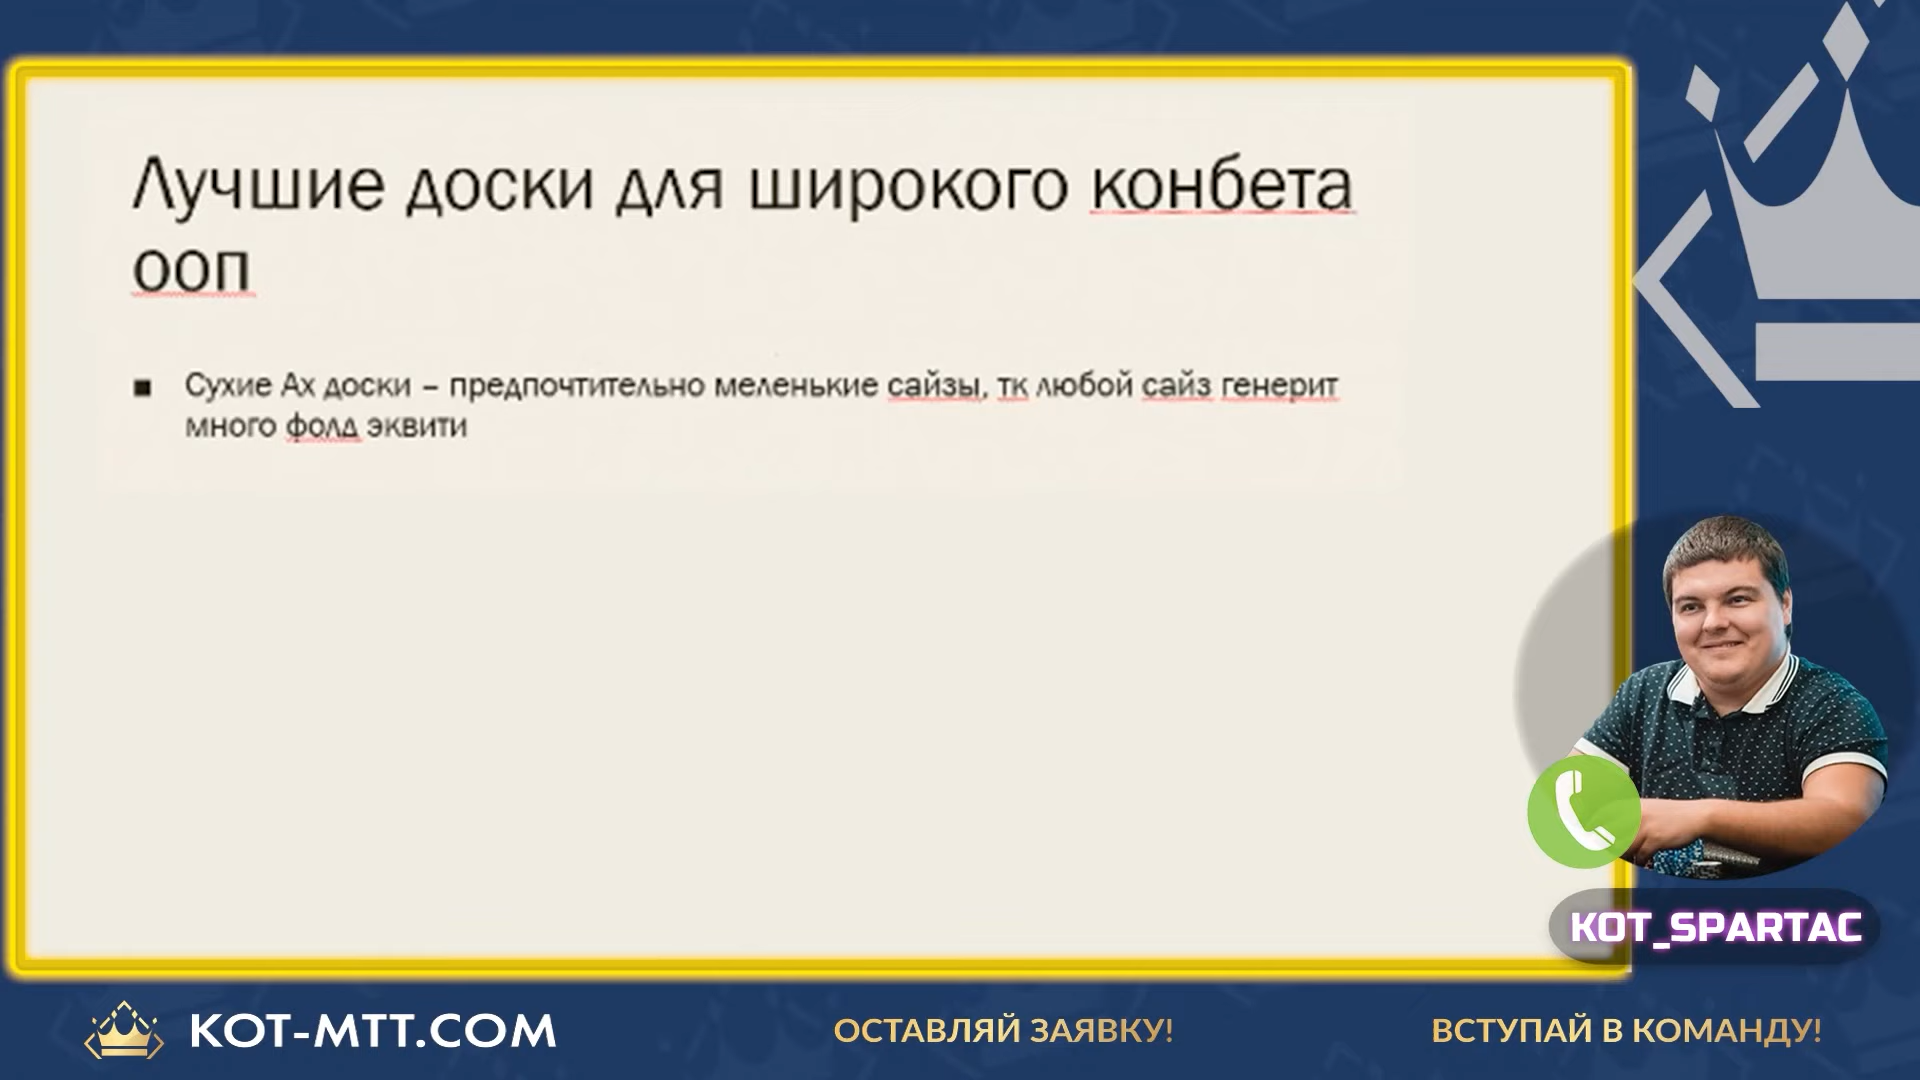 Лучшие доски для широкого конбета
ооп
▪ Сухие Ах доски – предпочтительно меленькие сайзы, тк любой сайз генерит
много фолд эквити
KOT_SPARTAC
KOT-MTT.COM
ОСТАВЛЯЙ ЗАЯВКУ!
ВСТУПАЙ В КОМАНДУ!